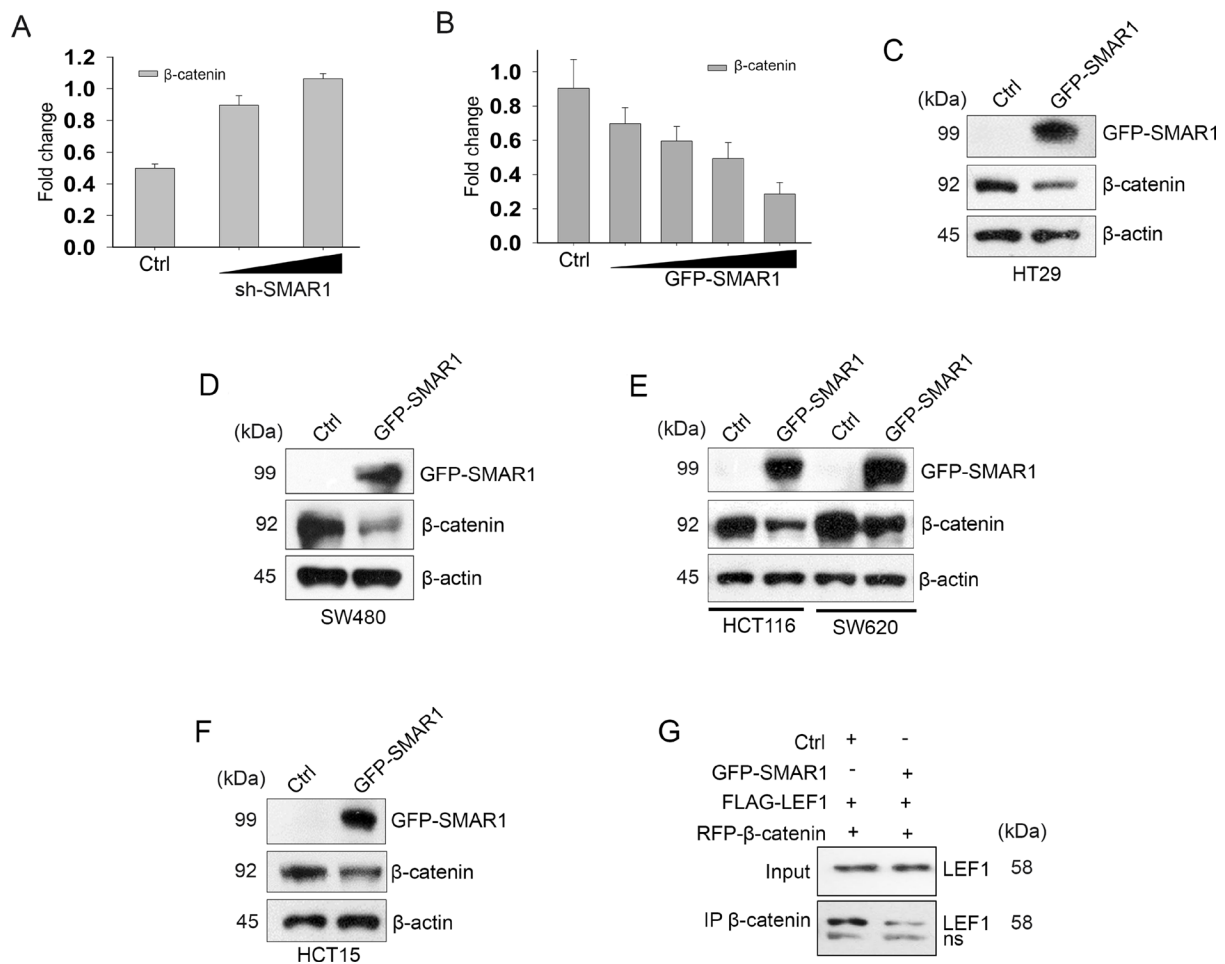 A
1.2
1.0
0.8
0.6
0.4
0.2
0.0
Fold change
β-catenin
Ctrl
sh-SMAR1
B
1.0
0.8
0.6
0.4
0.2
0.0
Fold change
β-catenin
Ctrl
GFP-SMAR1
C
(kDa) Ctrl GFP-SMAR1
99 GFP-SMAR1
92 β-catenin
45 β-actin
HT29
D
(kDa) Ctrl GFP-SMAR1
99 GFP-SMAR1
92 β-catenin
45 β-actin
SW480
E
(kDa) Ctrl GFP-SMAR1 Ctrl GFP-SMAR1
99 GFP-SMAR1
92 β-catenin
45 β-actin
HCT116 SW620
F
(kDa) Ctrl GFP-SMAR1
99 GFP-SMAR1
92 β-catenin
45 β-actin
HCT15
G
Ctrl + -
GFP-SMAR1 - +
FLAG-LEF1 + +
RFP-β-catenin + + (kDa)
Input LEF1 58
IP β-catenin LEF1 58
ns